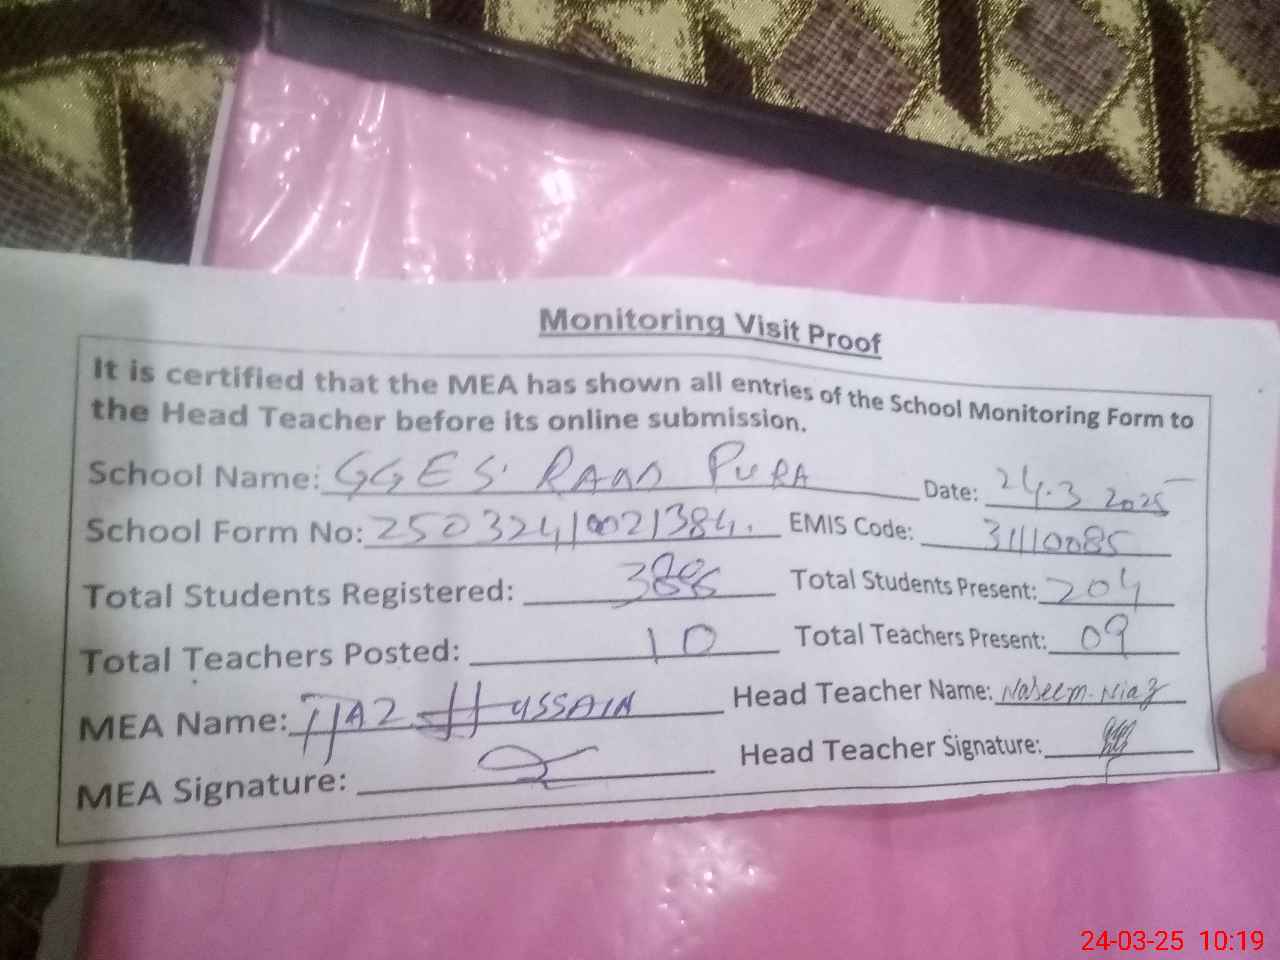 Monitoring Visit Proof
It is certified that the MEA has shown all entries of the School Monitoring Form to
the Head Teacher before its online submission.
School Name: GGES PURA Date: 24.3 2025
School Form No: EMIS Code: 31110085
Total Students Registered: Total Students Present: 204
Total Teachers Posted: 10 Total Teachers Present: 09
MEA Name: IJAZ HUSSAIN Head Teacher Name: Naseem Niaz
MEA Signature: Head Teacher Signature:
24-03-25 10:19